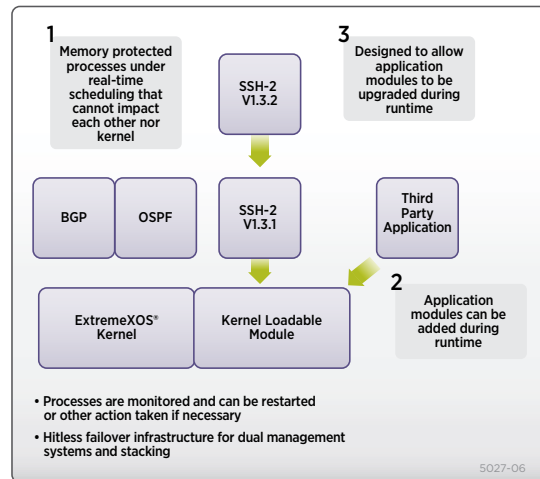 1
Memory protected
processes under
real-time
scheduling that
cannot impact
each other nor
kernel
SSH-2
V1.3.2
3
Designed to allow
application
modules to be
upgraded during
runtime
BGP
OSPF
SSH-2
V1.3.1
Third
Party
Application
ExtremeXOS®
Kernel
Kernel Loadable
Module
2
Application
modules can be
added during
runtime
• Processes are monitored and can be restarted
or other action taken if necessary
• Hitless failover infrastructure for dual management
systems and stacking
5027-06